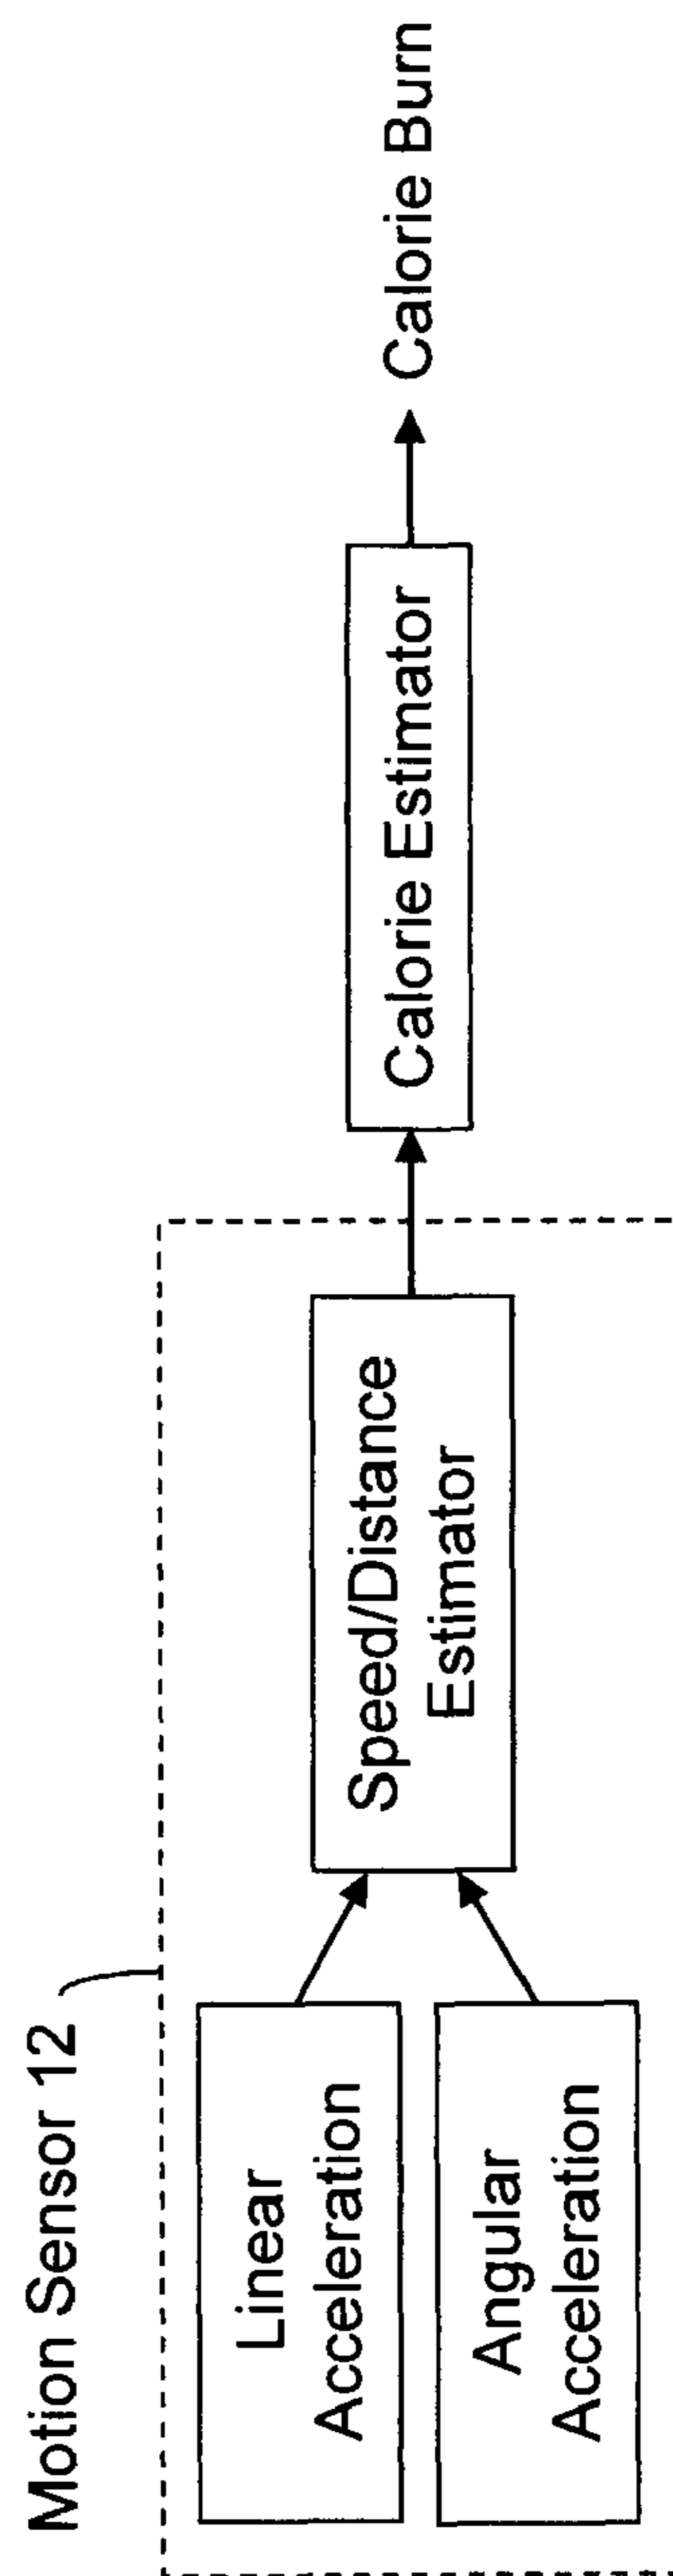 Motion Sensor 12
Linear
Acceleration
Angular
Acceleration
Speed/Distance
Estimator
Calorie Estimator
Calorie Burn